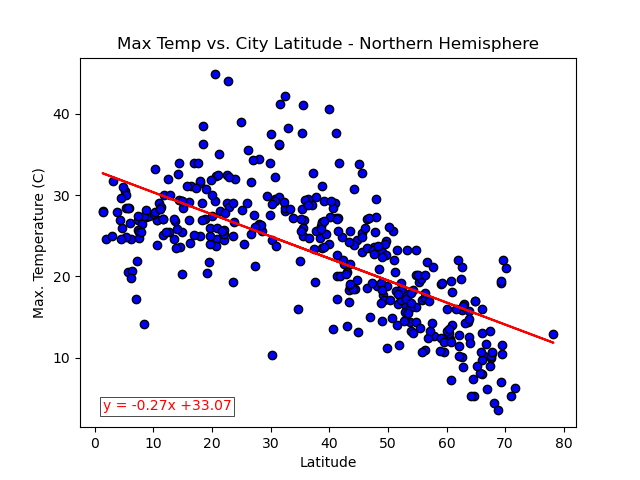 Max Temp vs. City Latitude - Northern Hemisphere
Max. Temperature (C)
40
30
20
10
y = -0.27x +33.07
0 10 20 30 40 50 60 70 80
Latitude